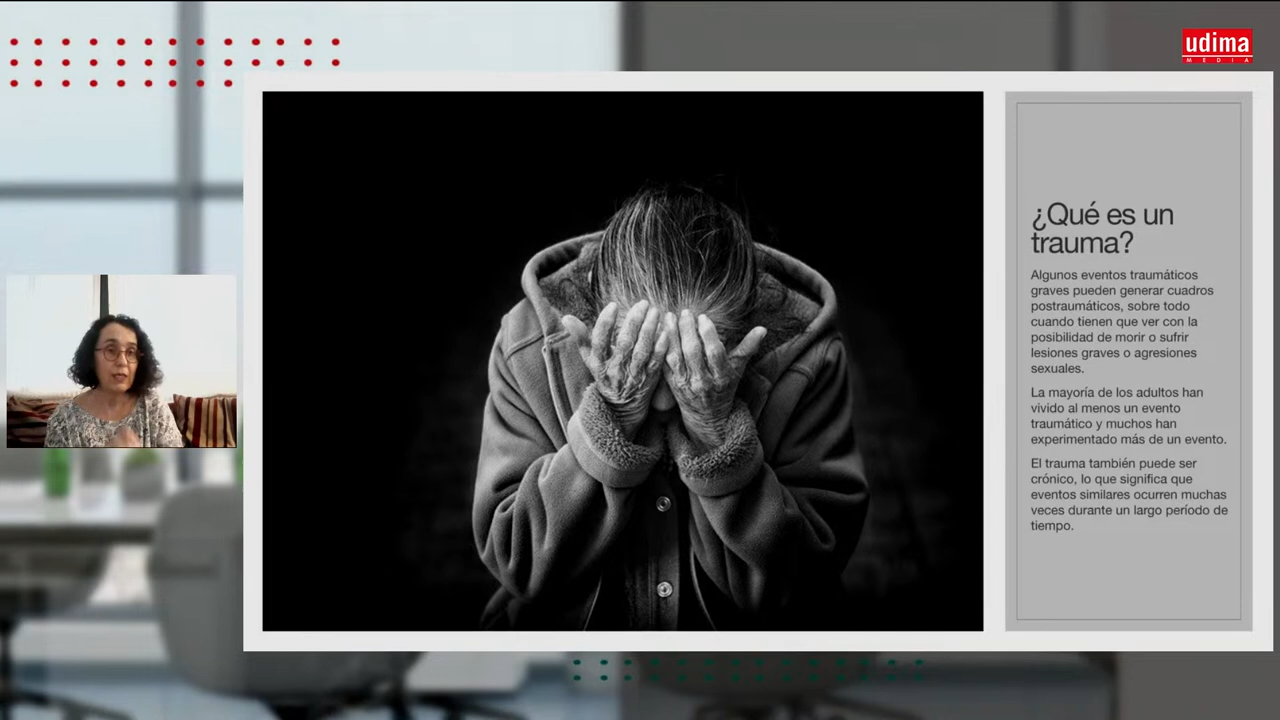 udima
MEDIA
¿Qué es un
trauma?
Algunos eventos traumáticos
graves pueden generar cuadros
postraumáticos, sobre todo
cuando tienen que ver con la
posibilidad de morir o sufrir
lesiones graves o agresiones
sexuales.
La mayoría de los adultos han
vivido al menos un evento
traumático y muchos han
experimentado más de un evento.
El trauma también puede ser
crónico, lo que significa que
eventos similares ocurren muchas
veces durante un largo período de
tiempo.